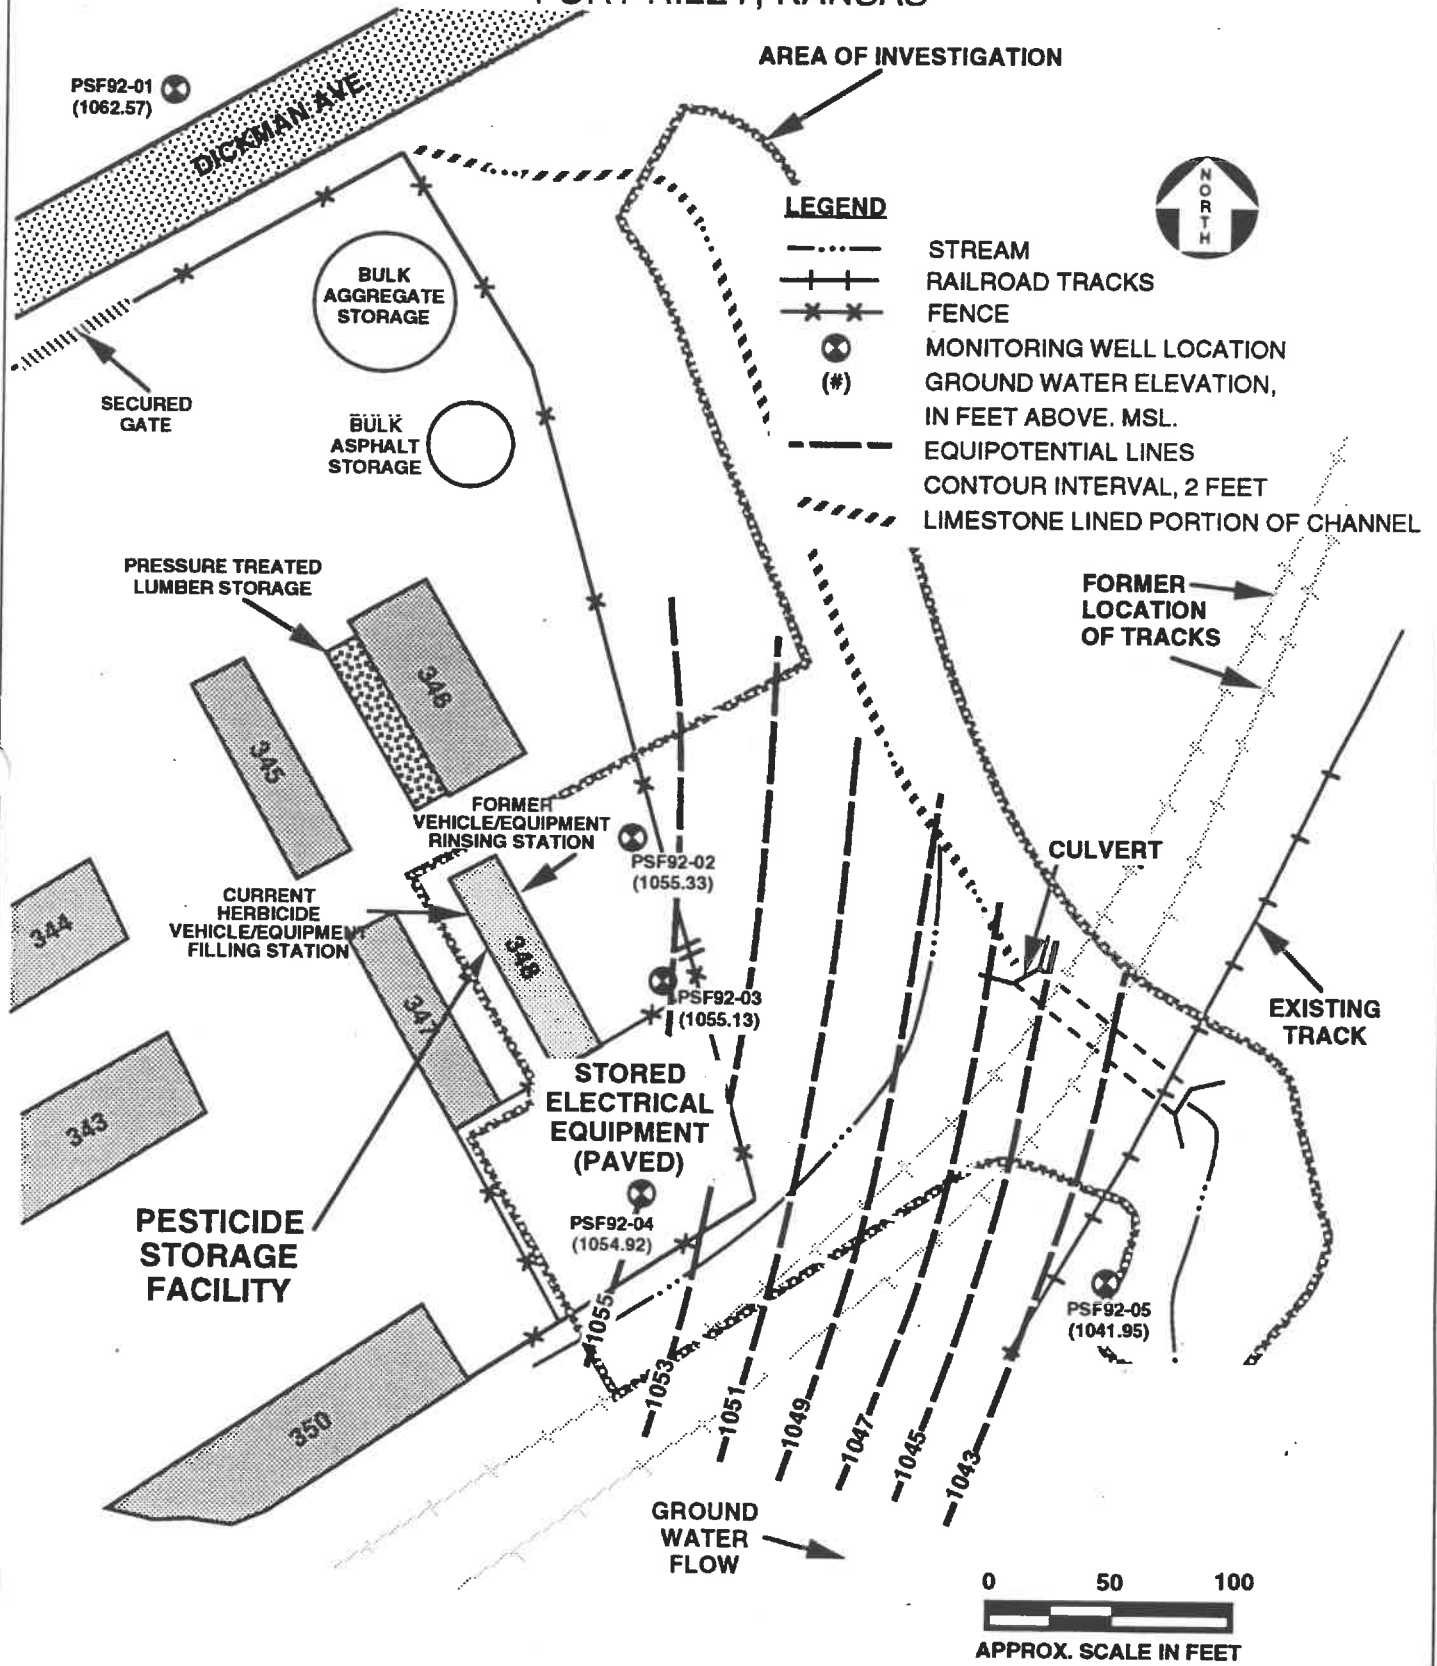 FORT RILEY, KANSAS
AREA OF INVESTIGATION
PSF92-01
(1062.57)
DICKMAN AVE.
NORTH
LEGEND
STREAM
RAILROAD TRACKS
FENCE
MONITORING WELL LOCATION
(#) GROUND WATER ELEVATION,
IN FEET ABOVE. MSL.
EQUIPOTENTIAL LINES
CONTOUR INTERVAL, 2 FEET
LIMESTONE LINED PORTION OF CHANNEL
BULK
AGGREGATE
STORAGE
SECURED
GATE
BULK
ASPHALT
STORAGE
PRESSURE TREATED
LUMBER STORAGE
FORMER
LOCATION
OF TRACKS
346
345
FORMER
VEHICLE/EQUIPMENT
RINSING STATION
PSF92-02
(1055.33)
CULVERT
CURRENT
HERBICIDE
VEHICLE/EQUIPMENT
FILLING STATION
344
348
347
PSF92-03
(1055.13)
EXISTING
TRACK
343
STORED
ELECTRICAL
EQUIPMENT
(PAVED)
PESTICIDE
STORAGE
FACILITY
PSF92-04
(1054.92)
PSF92-05
(1041.95)
350
1055
1053
1051
1049
1047
1045
1043
GROUND
WATER
FLOW
0 50 100
APPROX. SCALE IN FEET